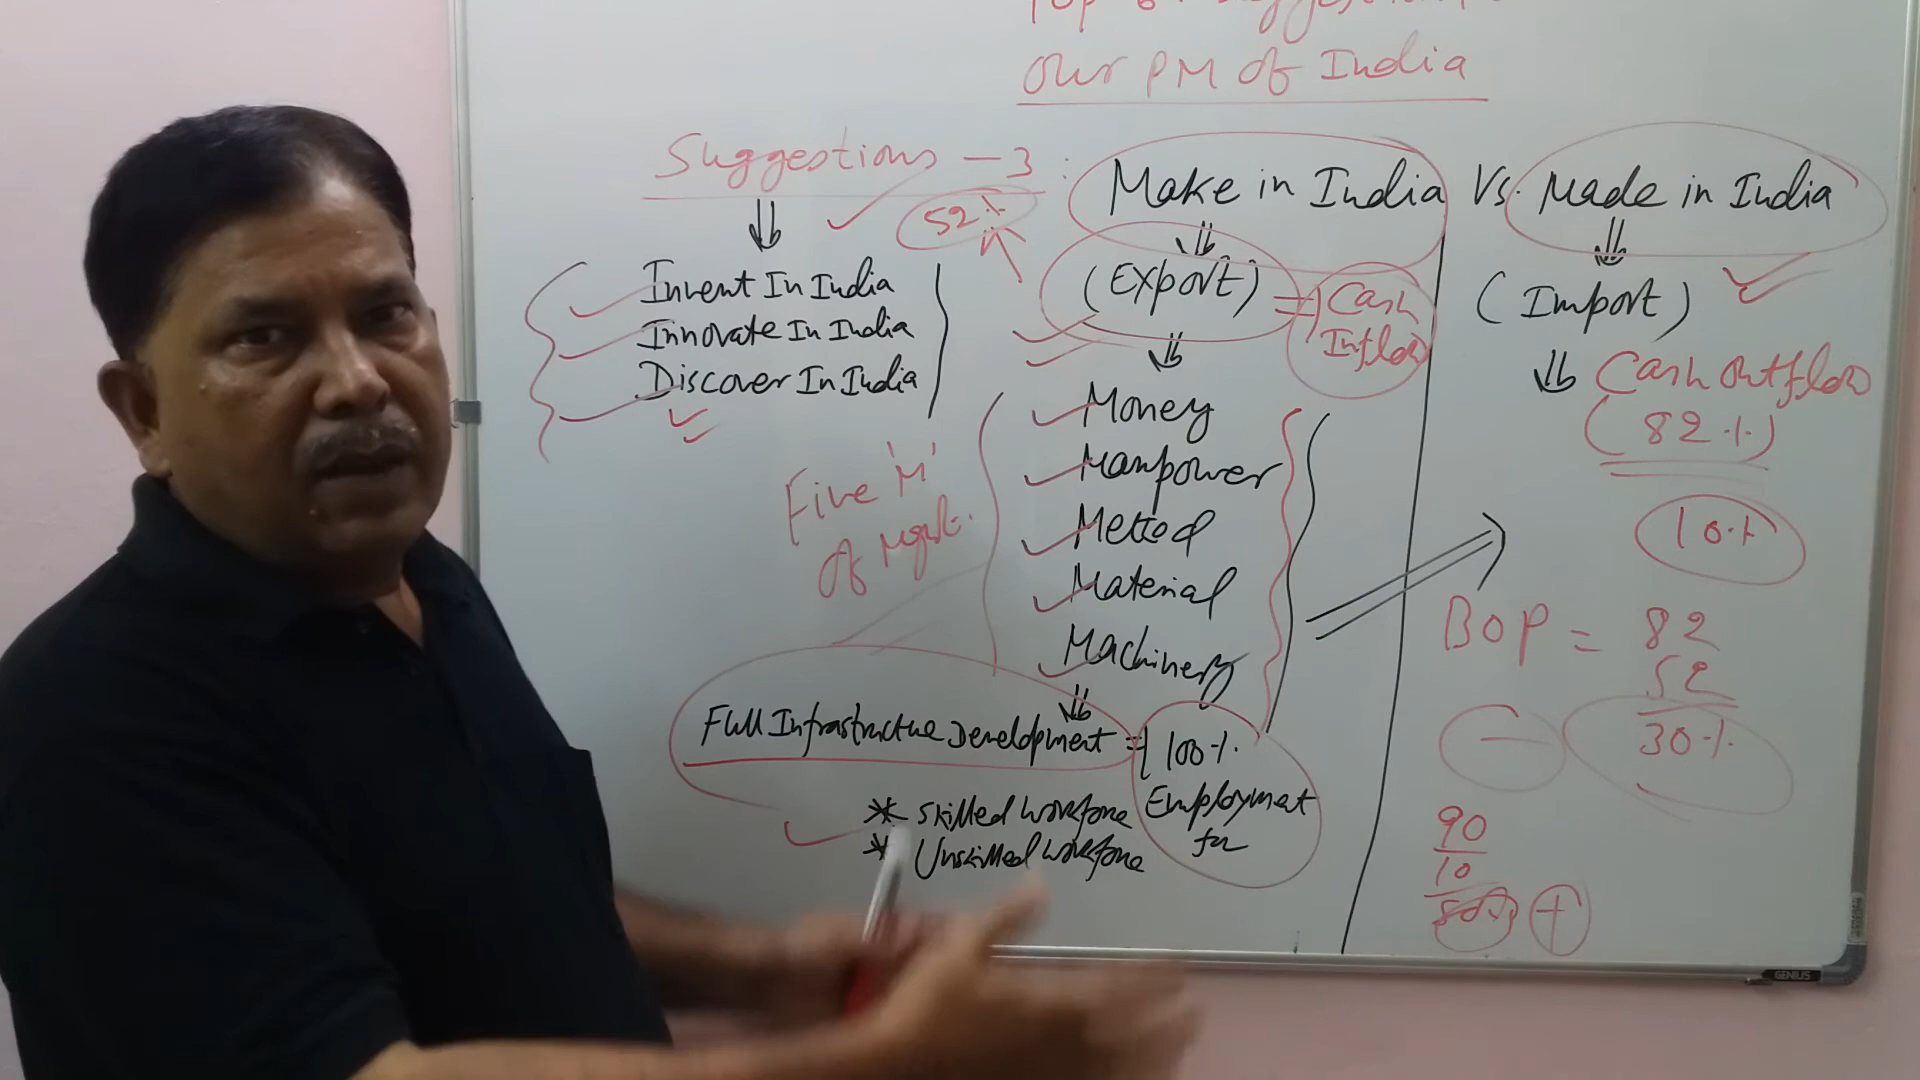 our PM of India
Suggestions - 3 :
Make in India Vs. Made in India
52%
Invent In India
Innovate In India
Discover In India
(Export) =) Cash
Inflow
(Import)
Cash Outflow
(82%)
10%
Five 'M'
of Mgt.
Money
Manpower
Method
Material
Machinery
BOP = 82
52
30%
-
Full Infrastructure Development =) 100%
Employment
for
* Skilled workforce
* Unskilled workforce
90
10
80% +
GENIUS